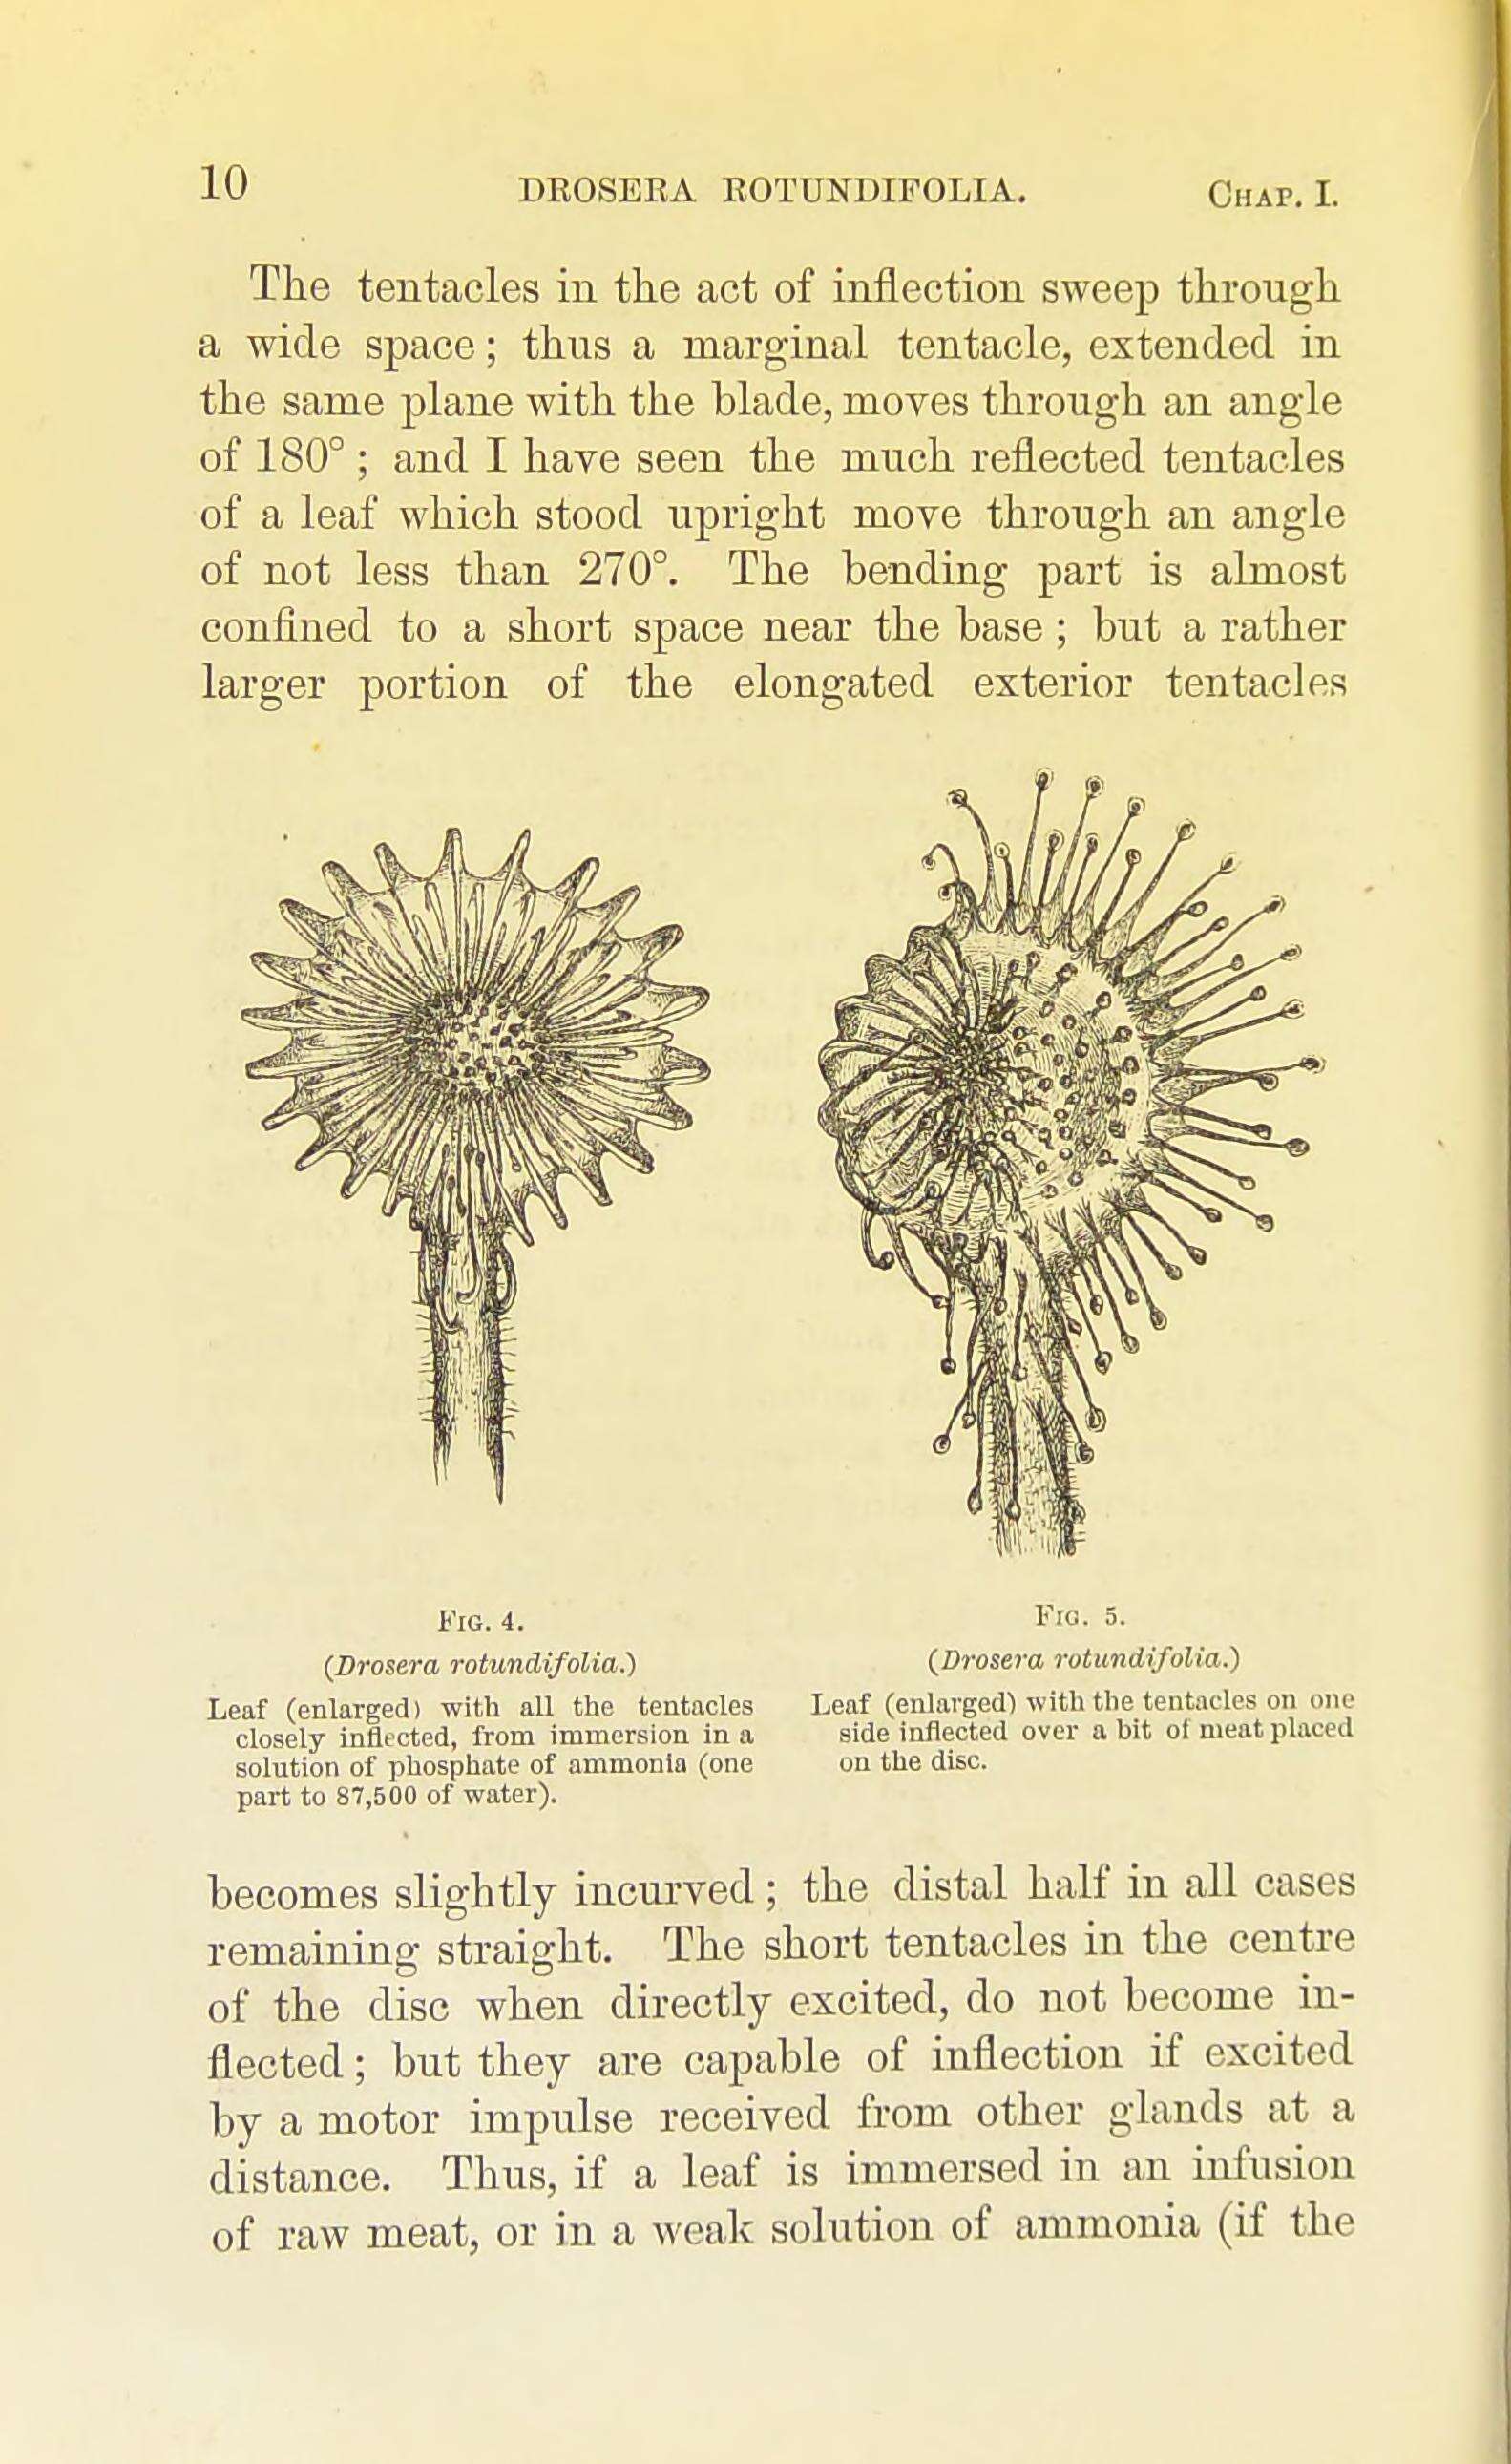 10 DROSERA ROTUNDIFOLIA. CHAP. I.
The tentacles in the act of inflection sweep through
a wide space; thus a marginal tentacle, extended in
the same plane with the blade, moves through an angle
of 180°; and I have seen the much reflected tentacles
of a leaf which stood upright move through an angle
of not less than 270°. The bending part is almost
confined to a short space near the base; but a rather
larger portion of the elongated exterior tentacles
FIG. 4.
(Drosera rotundifolia.)
Leaf (enlarged) with all the tentacles
closely inflected, from immersion in a
solution of phosphate of ammonia (one
part to 87,500 of water).
FIG. 5.
(Drosera rotundifolia.)
Leaf (enlarged) with the tentacles on one
side inflected over a bit of meat placed
on the disc.
becomes slightly incurved; the distal half in all cases
remaining straight. The short tentacles in the centre
of the disc when directly excited, do not become in-
flected; but they are capable of inflection if excited
by a motor impulse received from other glands at a
distance. Thus, if a leaf is immersed in an infusion
of raw meat, or in a weak solution of ammonia (if the